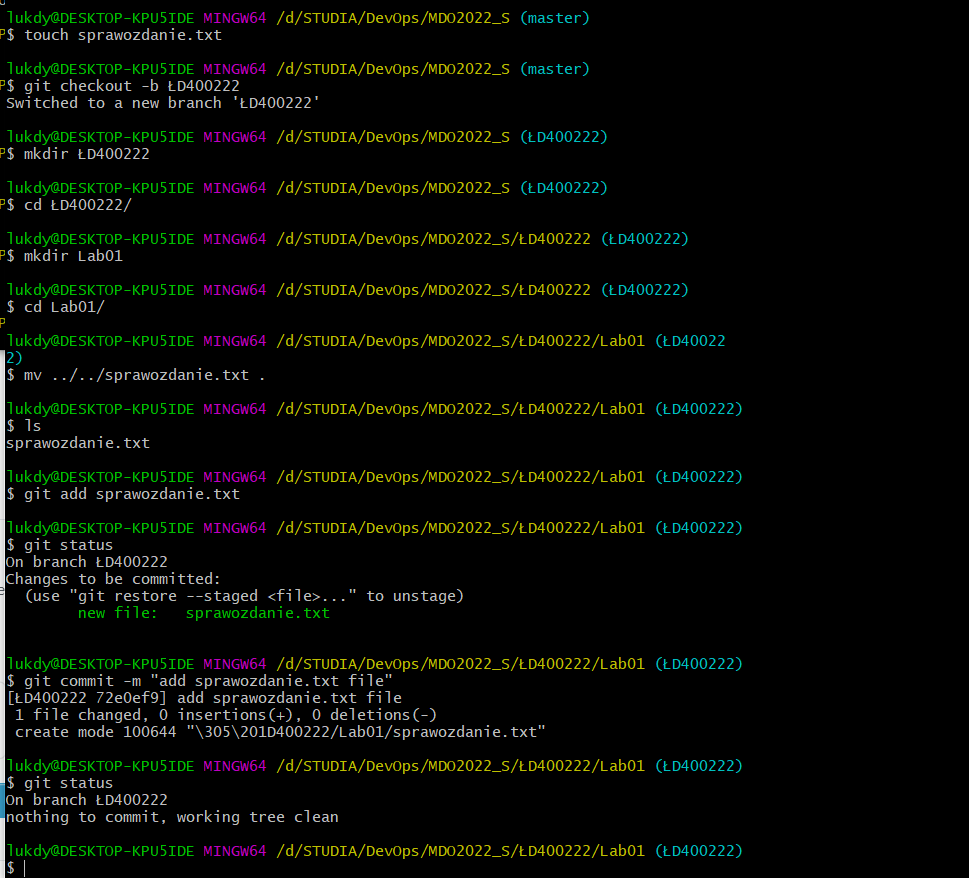 lukdy@DESKTOP-KPU5IDE MINGW64 /d/STUDIA/DevOps/MDO2022_S (master)
$ touch sprawozdanie.txt
lukdy@DESKTOP-KPU5IDE MINGW64 /d/STUDIA/DevOps/MDO2022_S (master)
$ git checkout -b ŁD400222
Switched to a new branch 'ŁD400222'
lukdy@DESKTOP-KPU5IDE MINGW64 /d/STUDIA/DevOps/MDO2022_S (ŁD400222)
$ mkdir ŁD400222
lukdy@DESKTOP-KPU5IDE MINGW64 /d/STUDIA/DevOps/MDO2022_S (ŁD400222)
$ cd ŁD400222/
lukdy@DESKTOP-KPU5IDE MINGW64 /d/STUDIA/DevOps/MDO2022_S/ŁD400222 (ŁD400222)
$ mkdir Lab01
lukdy@DESKTOP-KPU5IDE MINGW64 /d/STUDIA/DevOps/MDO2022_S/ŁD400222 (ŁD400222)
$ cd Lab01/
lukdy@DESKTOP-KPU5IDE MINGW64 /d/STUDIA/DevOps/MDO2022_S/ŁD400222/Lab01 (ŁD40022
2)
$ mv ../../sprawozdanie.txt .
lukdy@DESKTOP-KPU5IDE MINGW64 /d/STUDIA/DevOps/MDO2022_S/ŁD400222/Lab01 (ŁD400222)
$ ls
sprawozdanie.txt
lukdy@DESKTOP-KPU5IDE MINGW64 /d/STUDIA/DevOps/MDO2022_S/ŁD400222/Lab01 (ŁD400222)
$ git add sprawozdanie.txt
lukdy@DESKTOP-KPU5IDE MINGW64 /d/STUDIA/DevOps/MDO2022_S/ŁD400222/Lab01 (ŁD400222)
$ git status
On branch ŁD400222
Changes to be committed:
  (use "git restore --staged <file>..." to unstage)
        new file:   sprawozdanie.txt
lukdy@DESKTOP-KPU5IDE MINGW64 /d/STUDIA/DevOps/MDO2022_S/ŁD400222/Lab01 (ŁD400222)
$ git commit -m "add sprawozdanie.txt file"
[ŁD400222 72e0ef9] add sprawozdanie.txt file
 1 file changed, 0 insertions(+), 0 deletions(-)
 create mode 100644 "\305\201D400222/Lab01/sprawozdanie.txt"
lukdy@DESKTOP-KPU5IDE MINGW64 /d/STUDIA/DevOps/MDO2022_S/ŁD400222/Lab01 (ŁD400222)
$ git status
On branch ŁD400222
nothing to commit, working tree clean
lukdy@DESKTOP-KPU5IDE MINGW64 /d/STUDIA/DevOps/MDO2022_S/ŁD400222/Lab01 (ŁD400222)
$